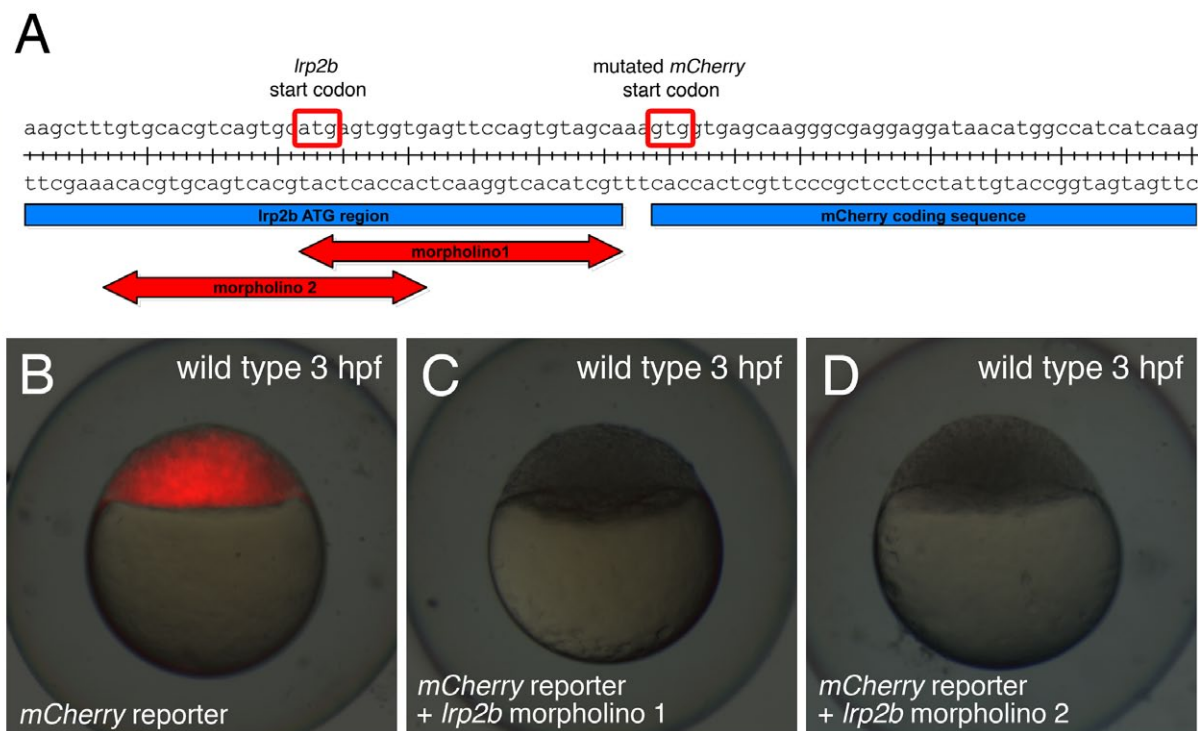 A
lrp2b
start codon
mutated mCherry
start codon
aagctttgtgcacgtcagtgcatgagtggtgagttccagtgtagcaaagtggtgagcaagggcgaggaggataacatggccatcatcaag
ttcgaaacacgtgcagtcacgtactcaccactcaaggtcacatcgtttcaccactcgttcccgctcctcctattgtaccggtagtagttc
lrp2b ATG region
mCherry coding sequence
morpholino1
morpholino 2
B
wild type 3 hpf
mCherry reporter
C
wild type 3 hpf
mCherry reporter
+ lrp2b morpholino 1
D
wild type 3 hpf
mCherry reporter
+ lrp2b morpholino 2